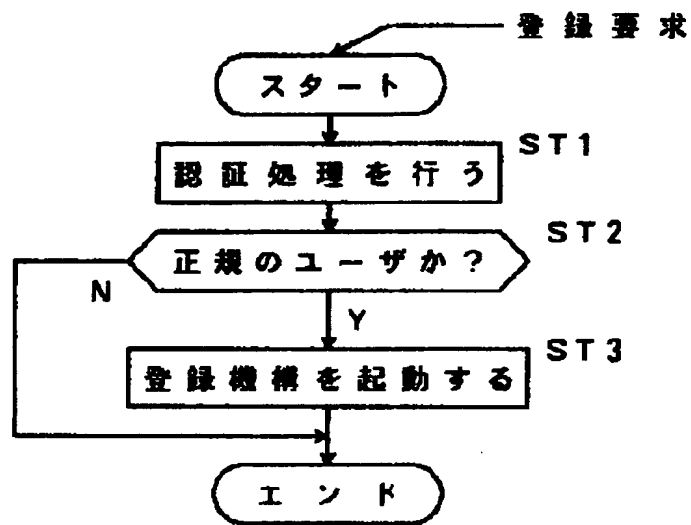 登録要求
スタート
ST1
認証処理を行う
ST2
正規のユーザか?
N
Y
ST3
登録機構を起動する
エンド